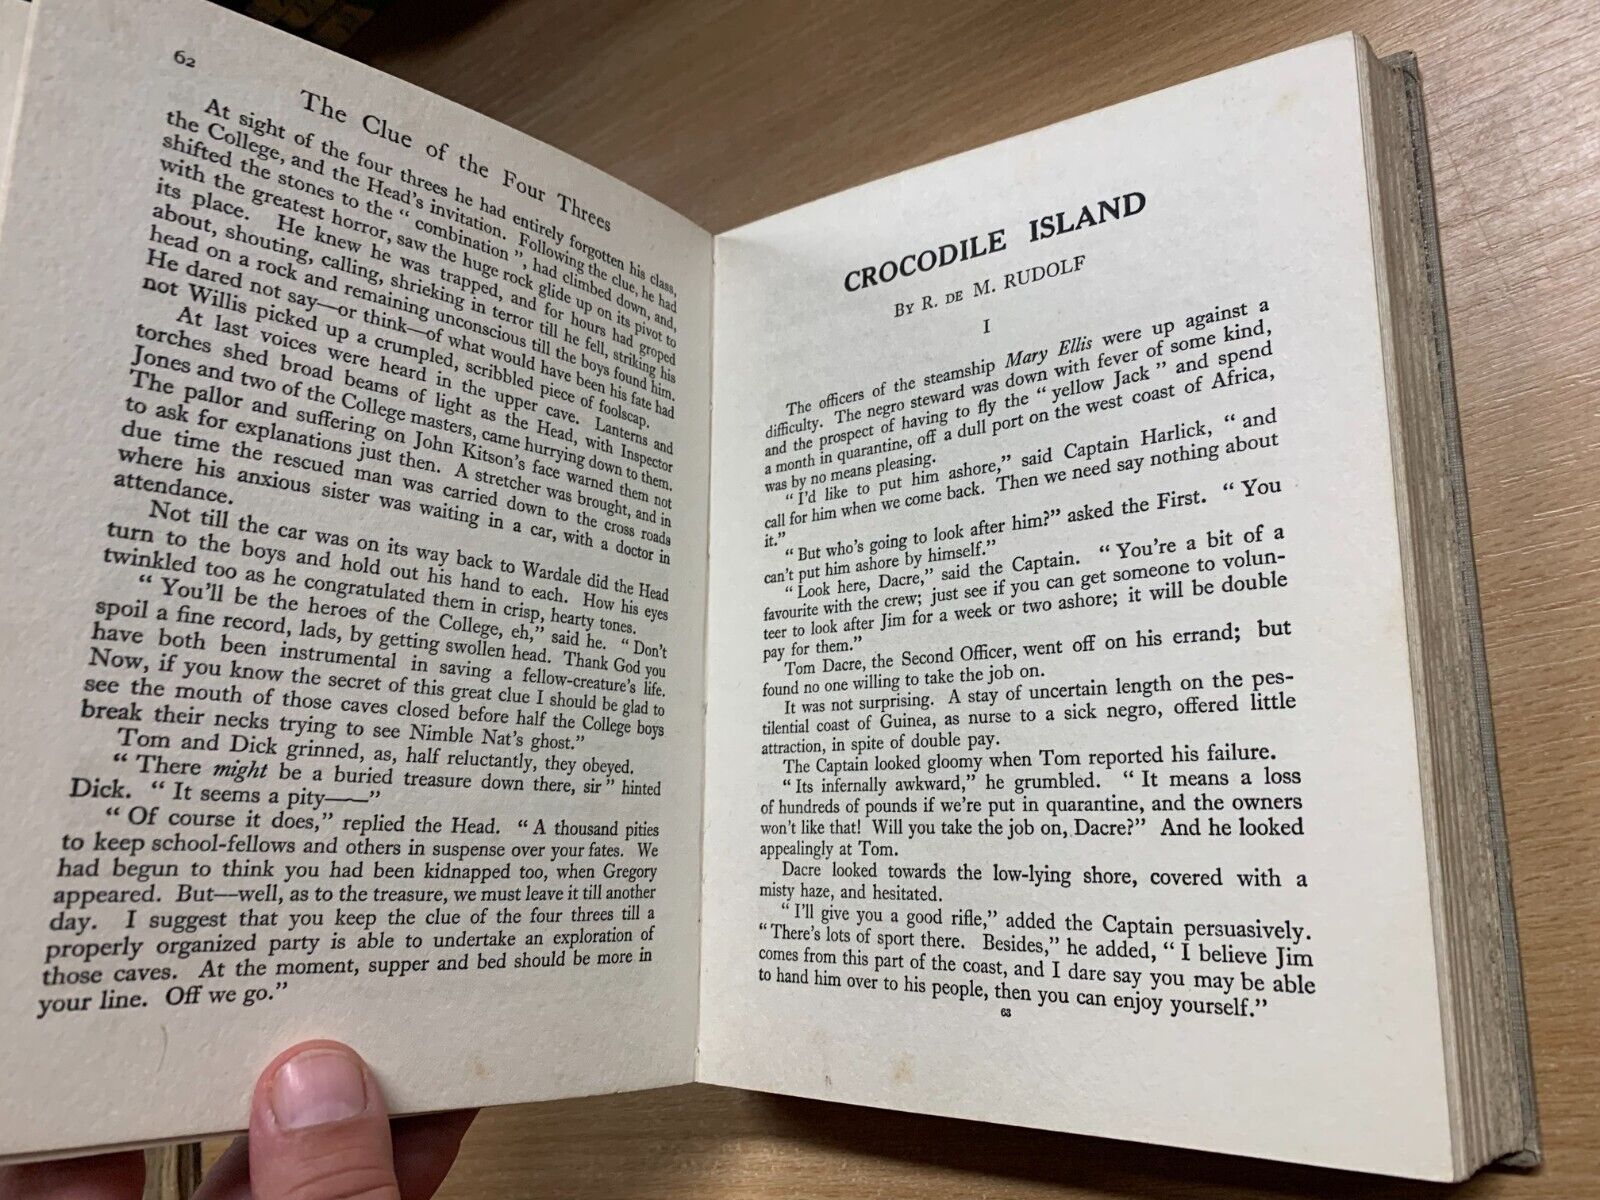 62
The Clue of the Four Threes
At sight of the four threes he had entirely forgotten his class,
the College, and the Head's invitation. Following the clue, he had
shifted the stones to the " combination ", had climbed down, and,
with the greatest horror, saw the huge rock glide up on its pivot to
its place. He knew he was trapped, and for hours had groped
about, shouting, calling, shrieking in terror till he fell, striking his
head on a rock and remaining unconscious till the boys found him.
He dared not say—or think—of what would have been his fate had
not Willis picked up a crumpled, scribbled piece of foolscap.
At last voices were heard in the upper cave. Lanterns and
torches shed broad beams of light as the Head, with Inspector
Jones and two of the College masters, came hurrying down to them.
The pallor and suffering on John Kitson's face warned them not
to ask for explanations just then. A stretcher was brought, and in
due time the rescued man was carried down to the cross roads
where his anxious sister was waiting in a car, with a doctor in
attendance.
Not till the car was on its way back to Wardale did the Head
turn to the boys and hold out his hand to each. How his eyes
twinkled too as he congratulated them in crisp, hearty tones.
" You'll be the heroes of the College, eh," said he. " Don't
spoil a fine record, lads, by getting swollen head. Thank God you
have both been instrumental in saving a fellow-creature's life.
Now, if you know the secret of this great clue I should be glad to
see the mouth of those caves closed before half the College boys
break their necks trying to see Nimble Nat's ghost."
Tom and Dick grinned, as, half reluctantly, they obeyed.
" There might be a buried treasure down there, sir " hinted
Dick. " It seems a pity——"
" Of course it does," replied the Head. " A thousand pities
to keep school-fellows and others in suspense over your fates. We
had begun to think you had been kidnapped too, when Gregory
appeared. But—well, as to the treasure, we must leave it till another
day. I suggest that you keep the clue of the four threes till a
properly organized party is able to undertake an exploration of
those caves. At the moment, supper and bed should be more in
your line. Off we go."
CROCODILE ISLAND
By R. de M. RUDOLF
I
The officers of the steamship Mary Ellis were up against a
difficulty. The negro steward was down with fever of some kind,
and the prospect of having to fly the " yellow Jack " and spend
a month in quarantine, off a dull port on the west coast of Africa,
was by no means pleasing.
" I'd like to put him ashore," said Captain Harlick, " and
call for him when we come back. Then we need say nothing about
it."
" But who's going to look after him?" asked the First. " You
can't put him ashore by himself."
" Look here, Dacre," said the Captain. " You're a bit of a
favourite with the crew; just see if you can get someone to volun-
teer to look after Jim for a week or two ashore; it will be double
pay for them."
Tom Dacre, the Second Officer, went off on his errand; but
found no one willing to take the job on.
It was not surprising. A stay of uncertain length on the pes-
tilential coast of Guinea, as nurse to a sick negro, offered little
attraction, in spite of double pay.
The Captain looked gloomy when Tom reported his failure.
" Its infernally awkward," he grumbled. " It means a loss
of hundreds of pounds if we're put in quarantine, and the owners
won't like that! Will you take the job on, Dacre?" And he looked
appealingly at Tom.
Dacre looked towards the low-lying shore, covered with a
misty haze, and hesitated.
" I'll give you a good rifle," added the Captain persuasively.
" There's lots of sport there. Besides," he added, " I believe Jim
comes from this part of the coast, and I dare say you may be able
to hand him over to his people, then you can enjoy yourself."
63